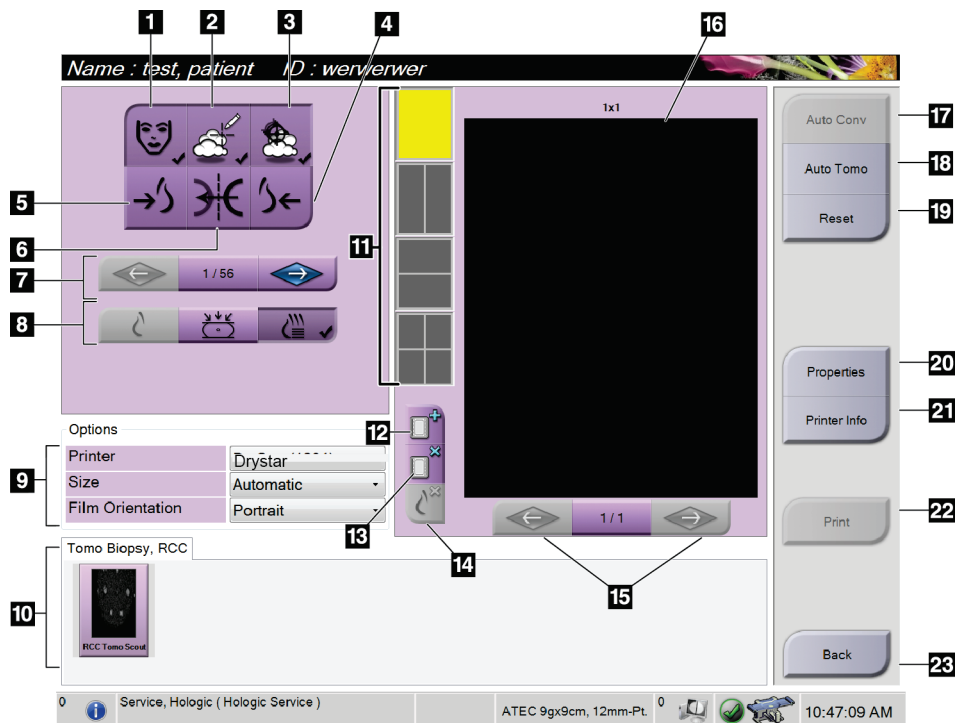 1 2 3 4 16
Name : test, patient ID : werwerwer
1x1
Auto Conv 17
Auto Tomo 18
5
Reset 19
6 11
7 1 / 56
8
Properties 20
Printer Info 21
12
Options
Printer Drystar
9 Size Automatic
Film Orientation Portrait
13 1 / 1
Print 22
14 15
Tomo Biopsy, RCC
10
RCC Tomo Scout
Back 23
0 Service, Hologic ( Hologic Service ) ATEC 9gx9cm, 12mm-Pt. 0 10:47:09 AM